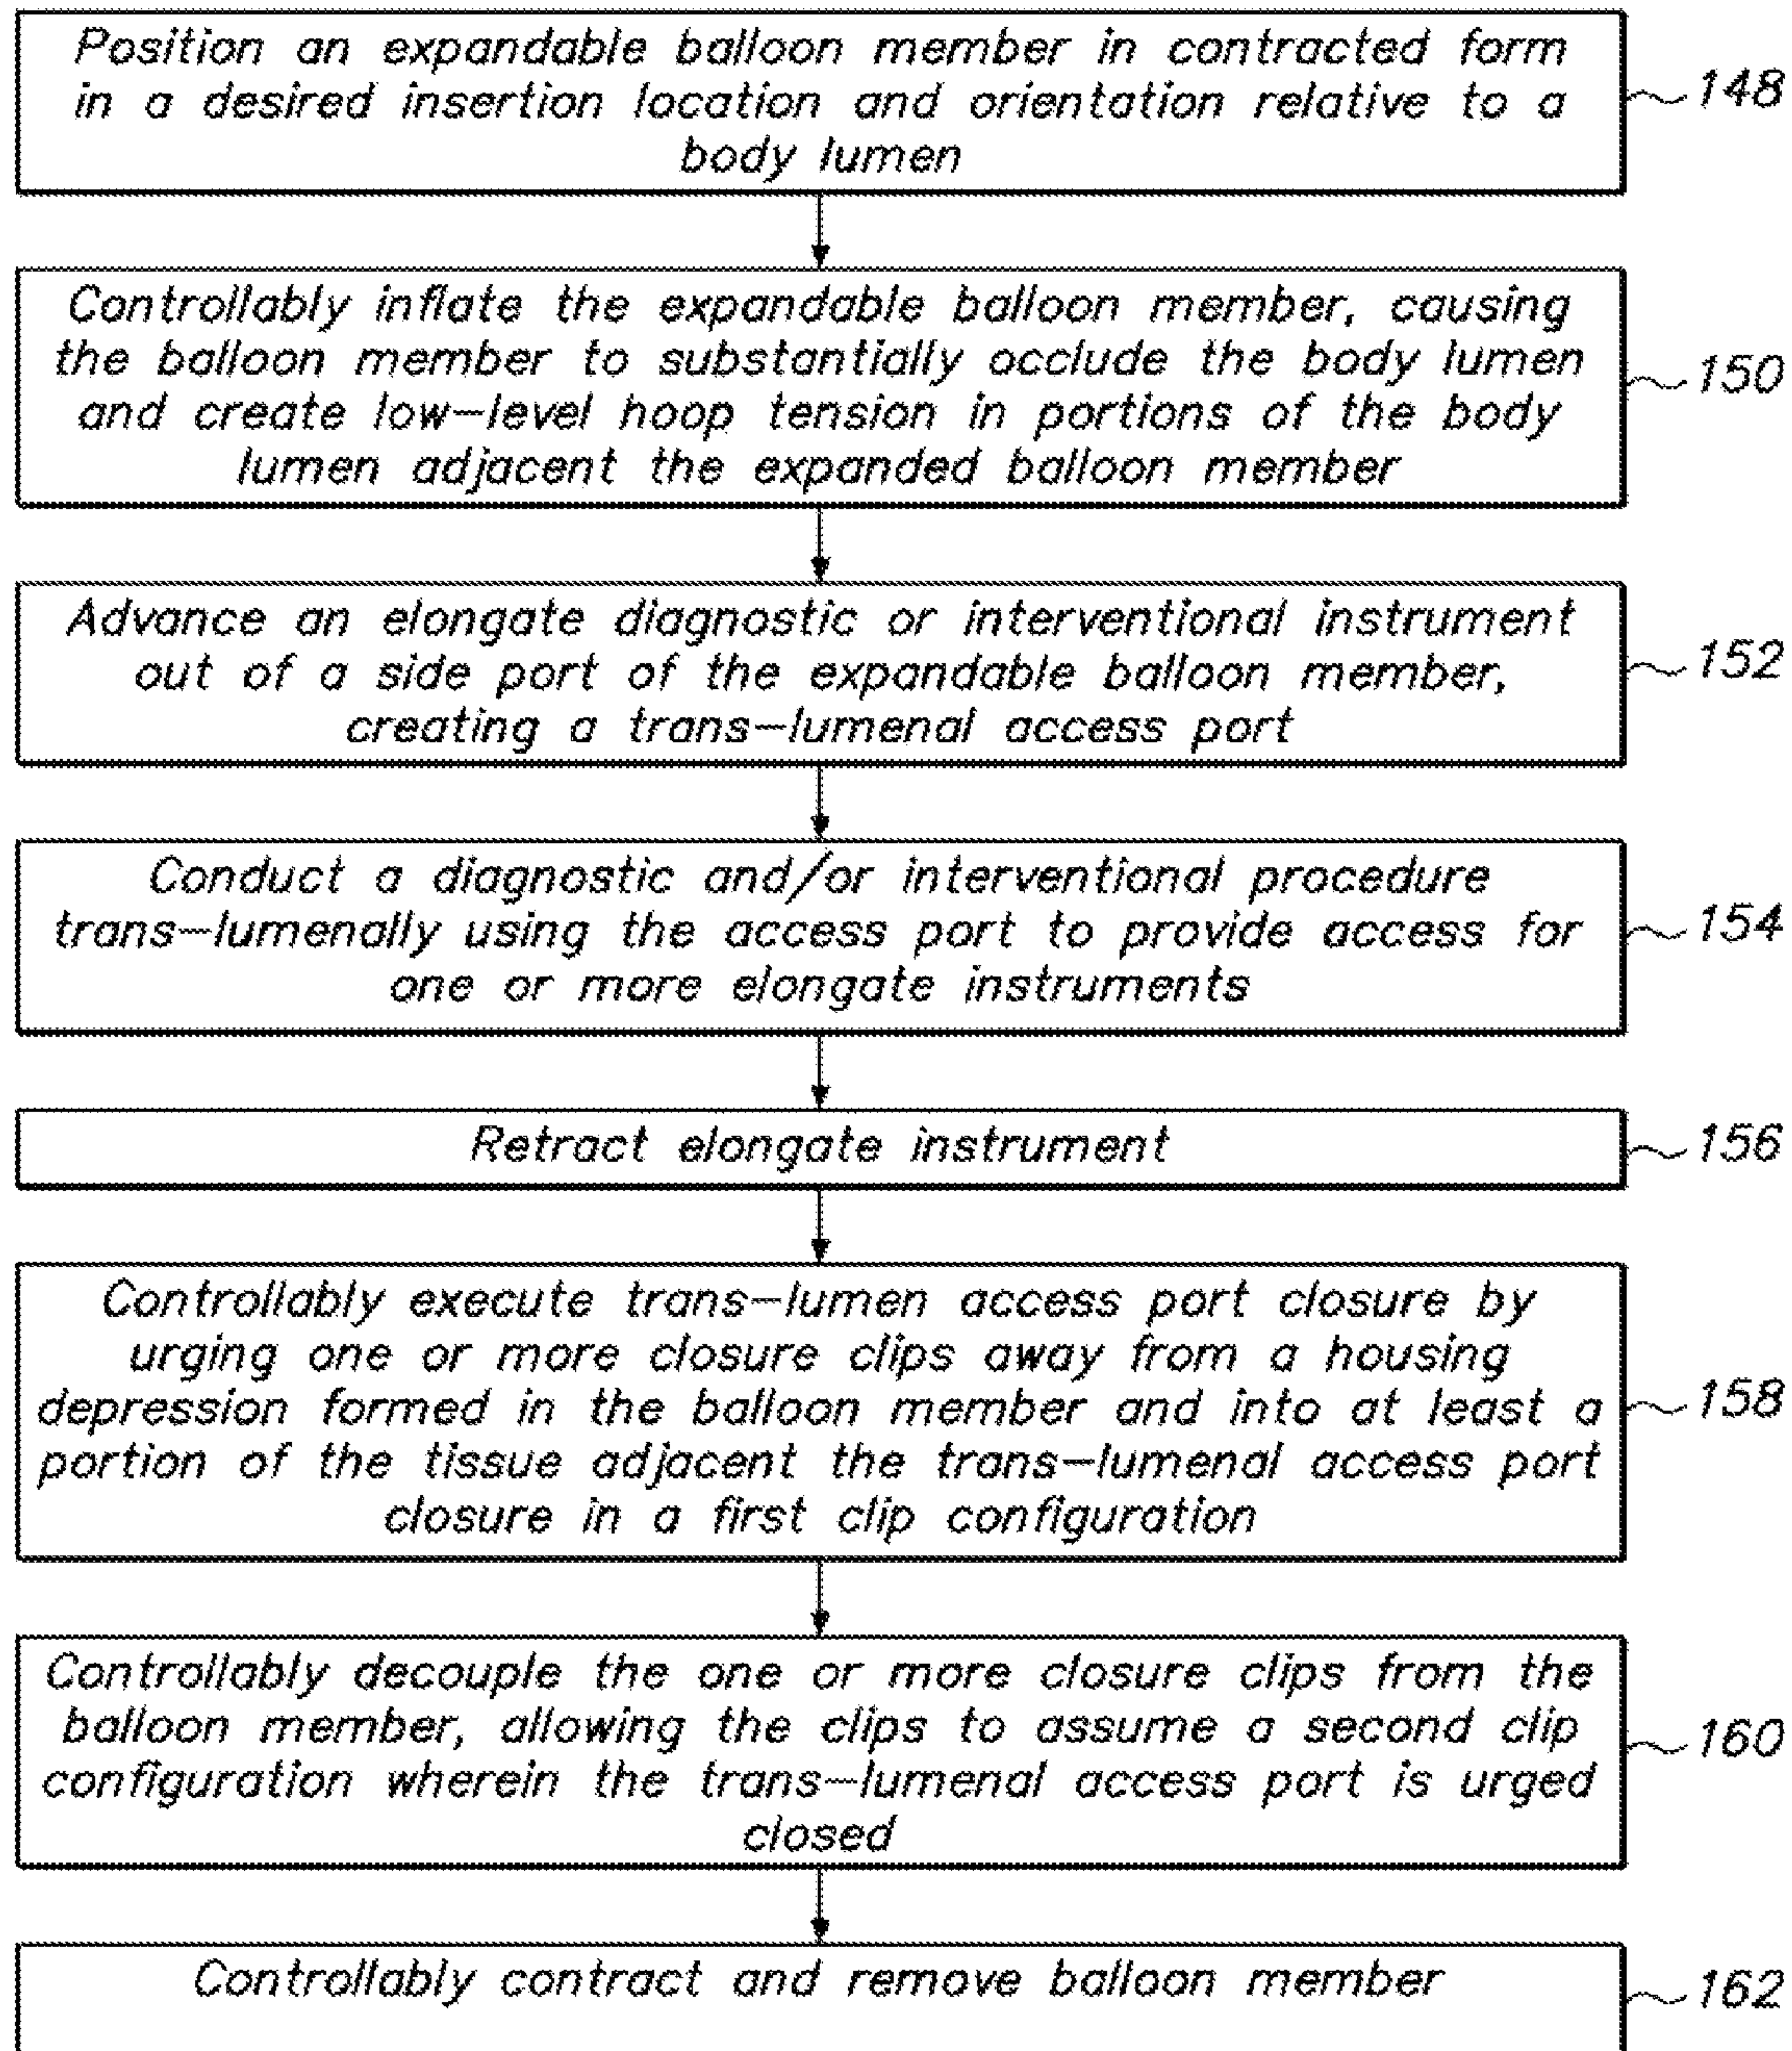 Position an expandable balloon member in contracted form
in a desired insertion location and orientation relative to a
body lumen
148
Controllably inflate the expandable balloon member, causing
the balloon member to substantially occlude the body lumen
and create low-level hoop tension in portions of the body
lumen adjacent the expanded balloon member
150
Advance an elongate diagnostic or interventional instrument
out of a side port of the expandable balloon member,
creating a trans-lumenal access port
152
Conduct a diagnostic and/or interventional procedure
trans-lumenally using the access port to provide access for
one or more elongate instruments
154
Retract elongate instrument
156
Controllably execute trans-lumen access port closure by
urging one or more closure clips away from a housing
depression formed in the balloon member and into at least a
portion of the tissue adjacent the trans-lumenal access port
closure in a first clip configuration
158
Controllably decouple the one or more closure clips from the
balloon member, allowing the clips to assume a second clip
configuration wherein the trans-lumenal access port is urged
closed
160
Controllably contract and remove balloon member
162